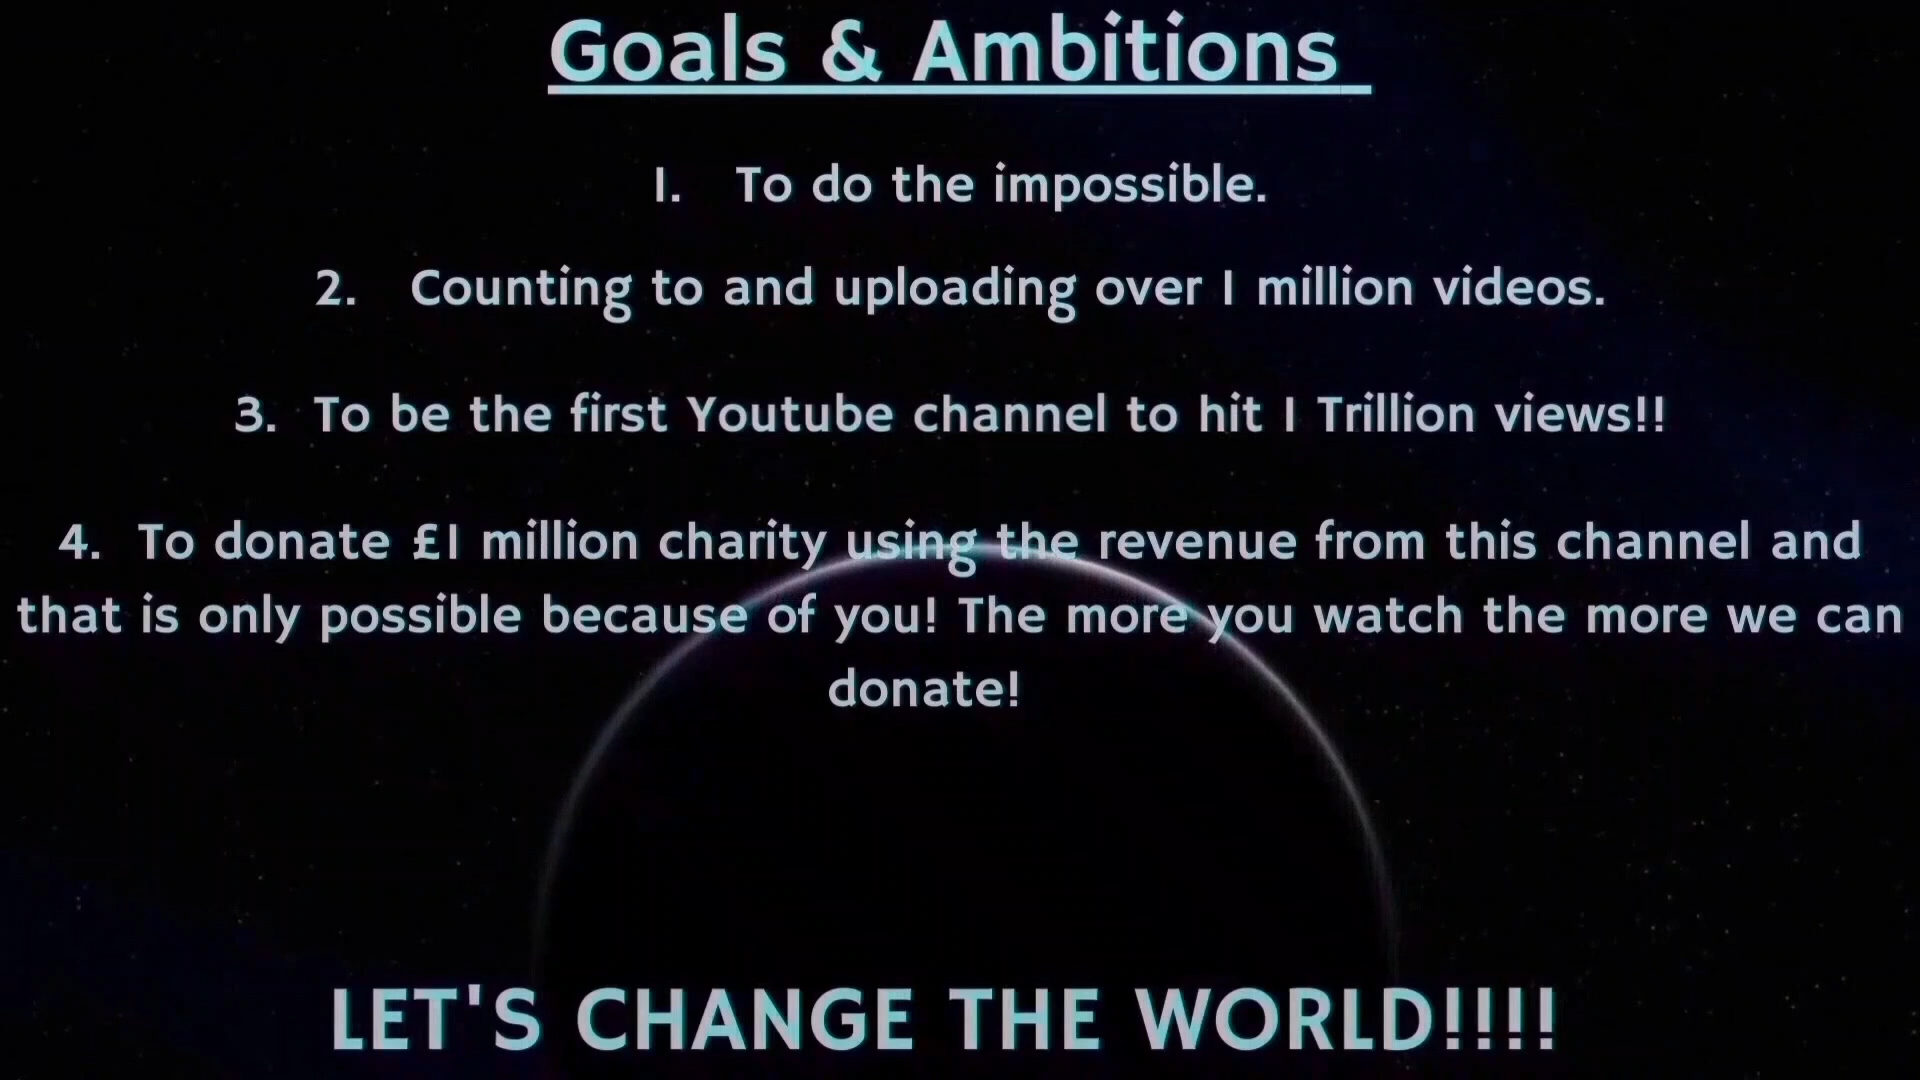 Goals & Ambitions
1. To do the impossible.
2. Counting to and uploading over 1 million videos.
3. To be the first Youtube channel to hit 1 Trillion views!!
4. To donate £1 million charity using the revenue from this channel and
that is only possible because of you! The more you watch the more we can
donate!
LET'S CHANGE THE WORLD!!!!